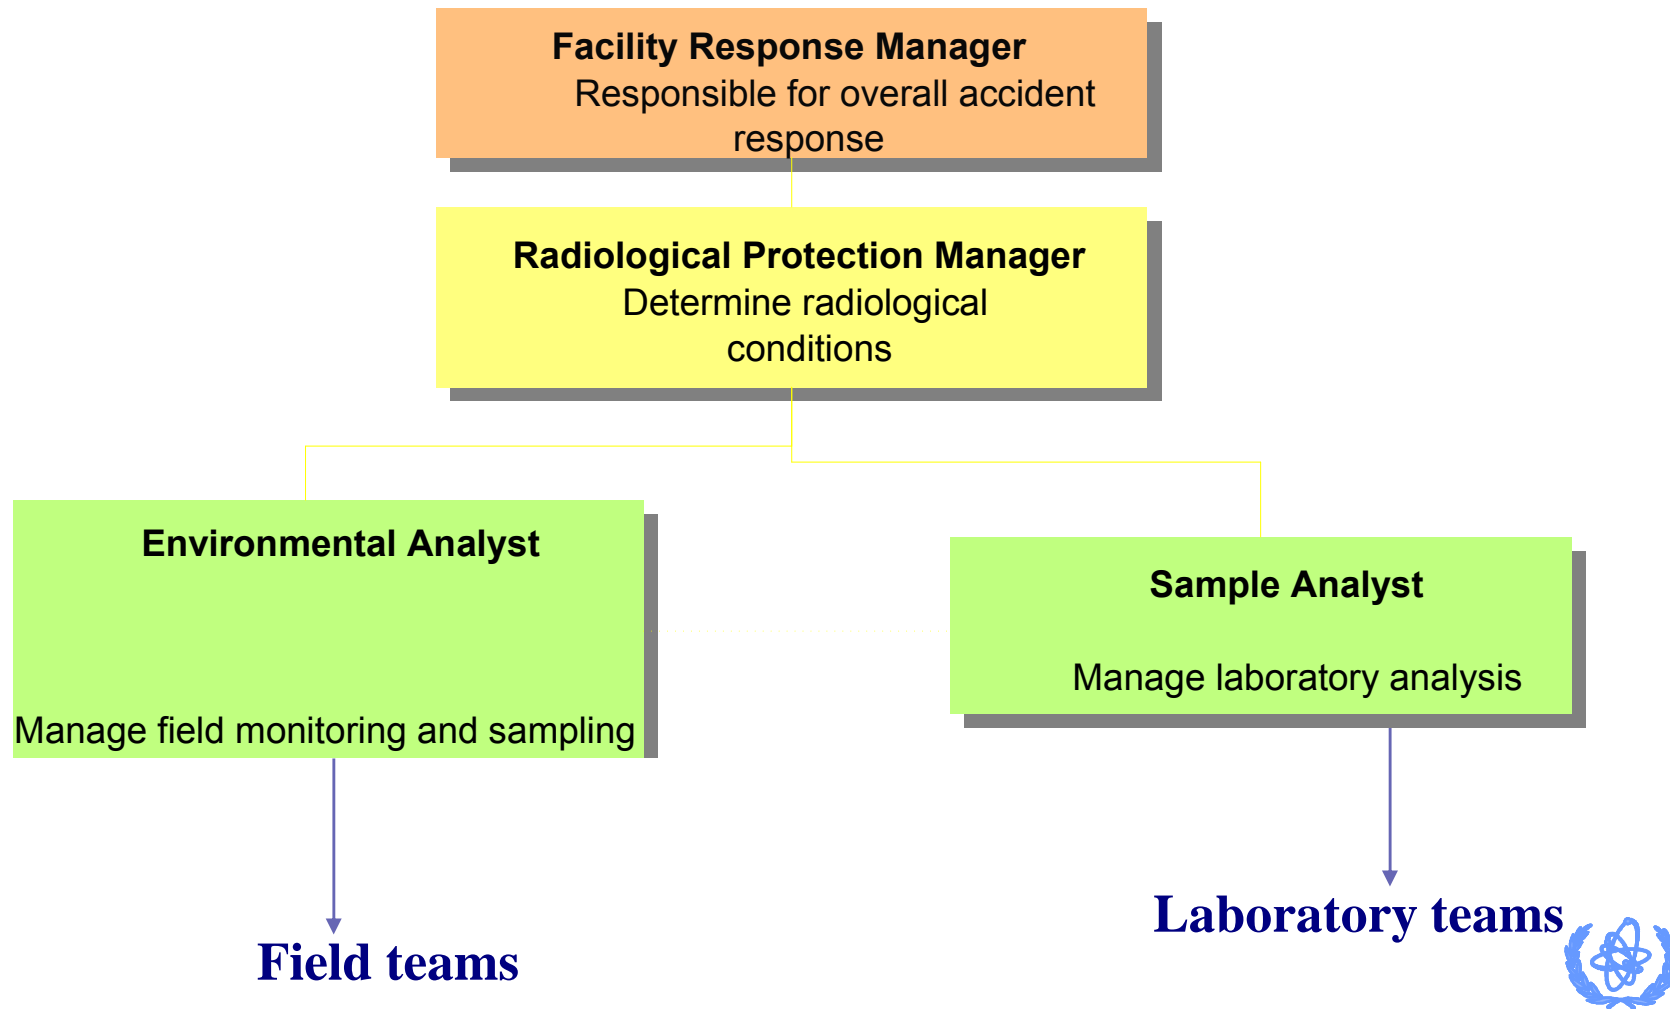 Facility Response Manager
Responsible for overall accident
response
Radiological Protection Manager
Determine radiological
conditions
Environmental Analyst
Manage field monitoring and sampling
Sample Analyst
Manage laboratory analysis
Field teams
Laboratory teams